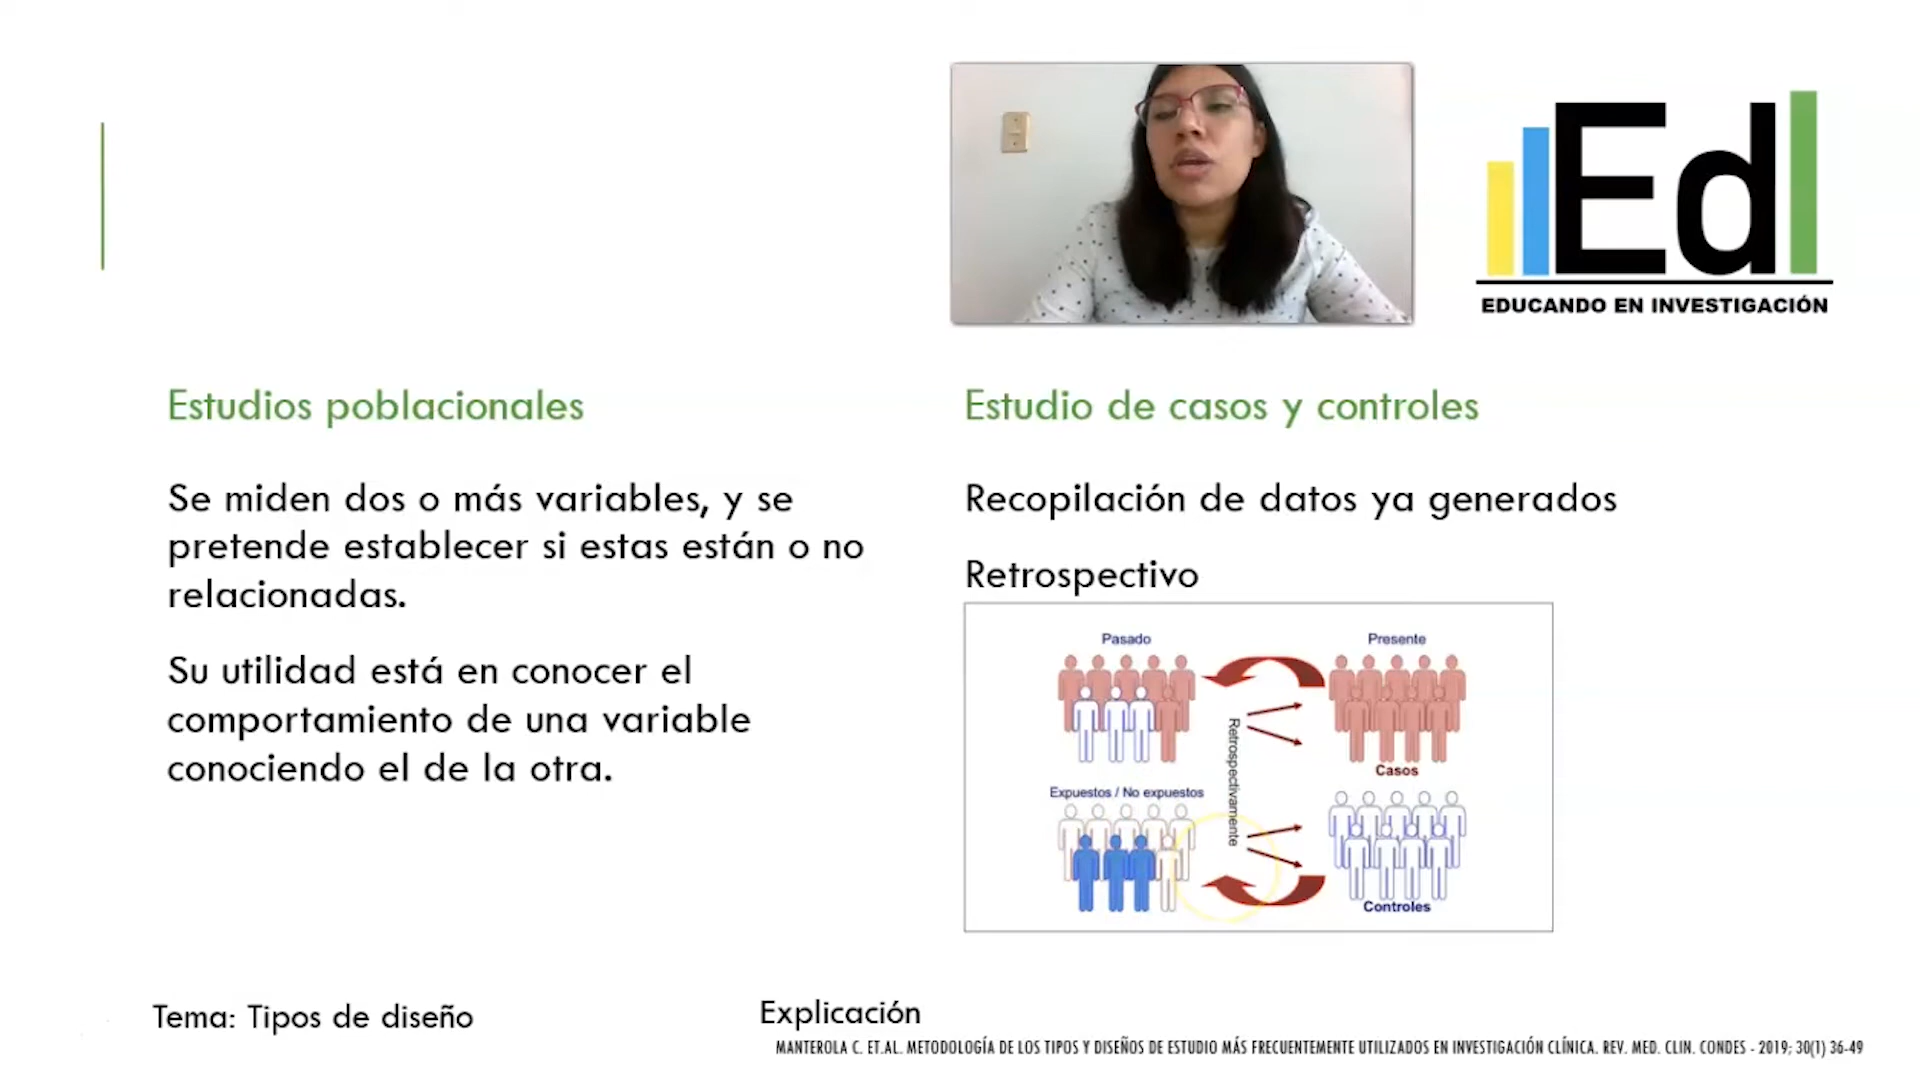 Ed
EDUCANDO EN INVESTIGACIÓN
Estudios poblacionales
Se miden dos o más variables, y se
pretende establecer si estas están o no
relacionadas.
Su utilidad está en conocer el
comportamiento de una variable
conociendo el de la otra.
Estudio de casos y controles
Recopilación de datos ya generados
Retrospectivo
Pasado
Presente
Retrospectivamente
Casos
Expuestos / No expuestos
Controles
Tema: Tipos de diseño
Explicación
MANTEROLA C. ET.AL. METODOLOGÍA DE LOS TIPOS Y DISEÑOS DE ESTUDIO MÁS FRECUENTEMENTE UTILIZADOS EN INVESTIGACIÓN CLÍNICA. REV. MED. CLIN. CONDES - 2019; 30(1) 36-49